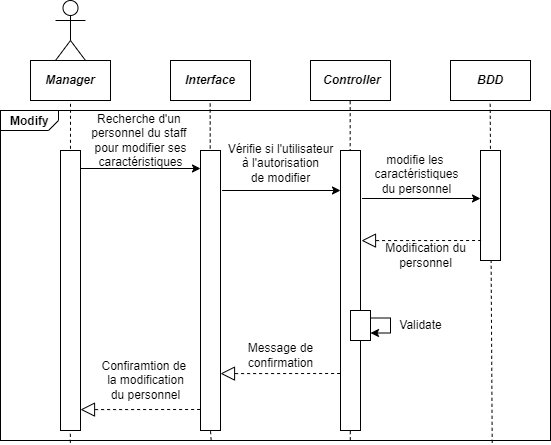 Manager
Interface
Controller
BDD
Modify
Recherche d'un
personnel du staff
pour modifier ses
caractéristiques
Vérifie si l'utilisateur
à l'autorisation
de modifier
modifie les
caractéristiques
du personnel
Modification du
personnel
Validate
Message de
confirmation
Confiramtion de
la modification
du personnel